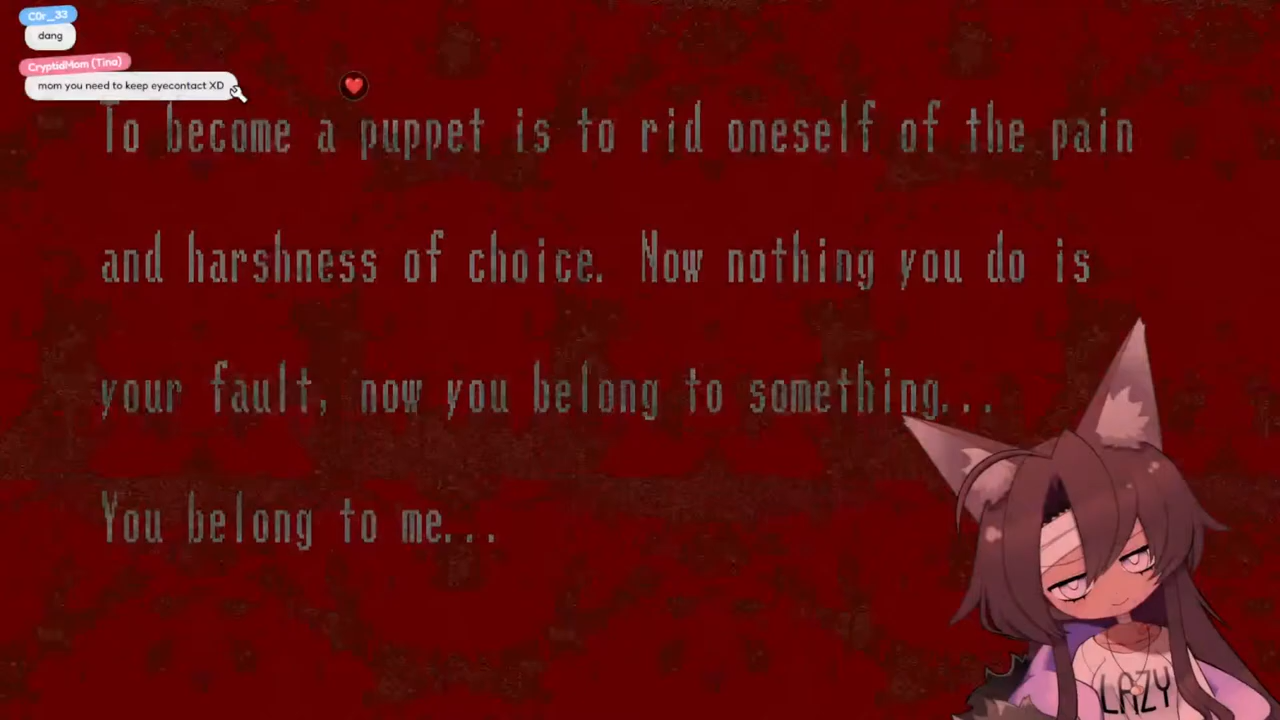 C0r_33
dang
CryptidMom (Tina)
mom you need to keep eyecontact XD
To become a puppet is to rid oneself of the pain
and harshness of choice. Now nothing you do is
your fault, now you belong to something...
You belong to me...
LAZY